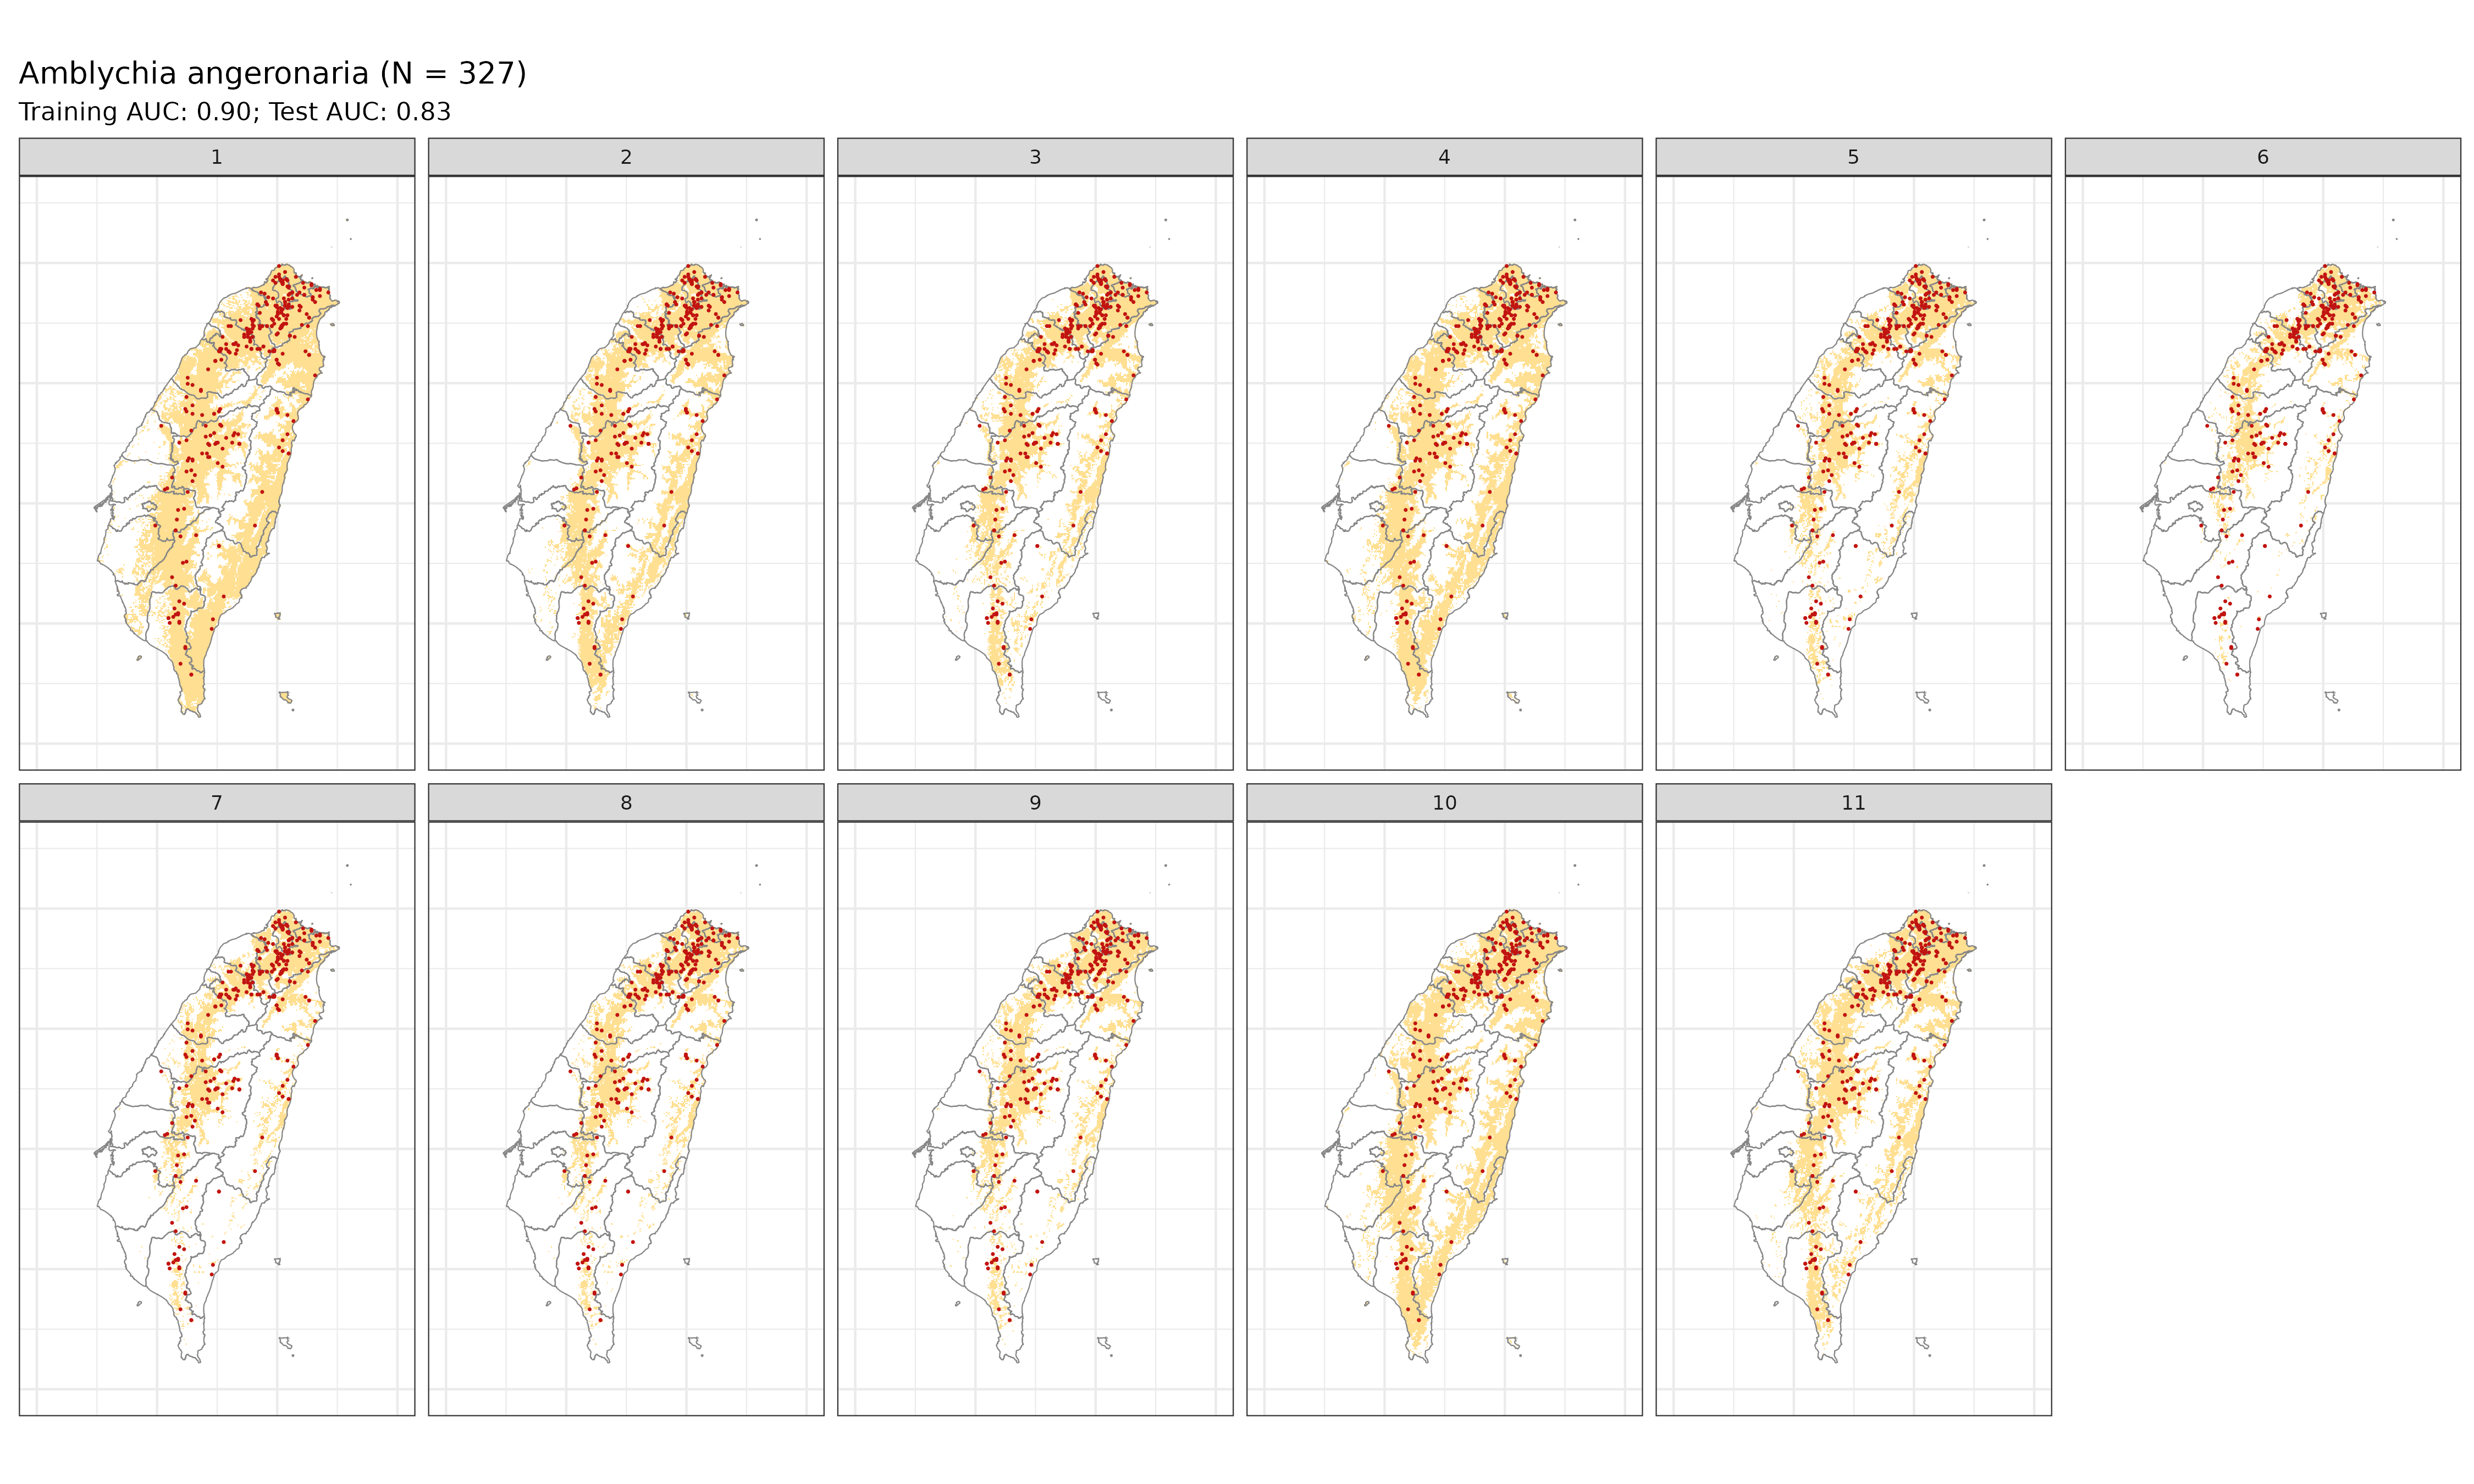 Amblychia angeronaria (N = 327)
Training AUC: 0.90; Test AUC: 0.83
1 2 3 4 5 6
7 8 9 10 11